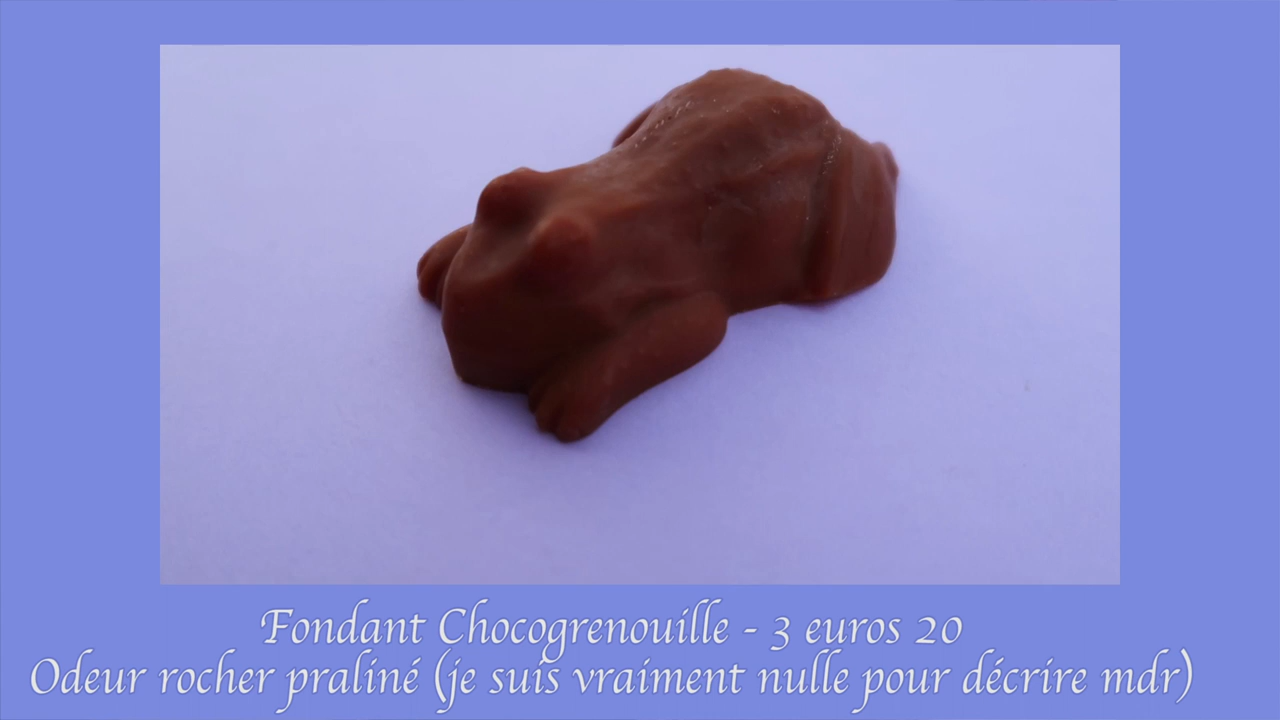 Fondant Chocogrenouille - 3 euros 20
Odeur rocher praliné (je suis vraiment nulle pour décrire mdr)